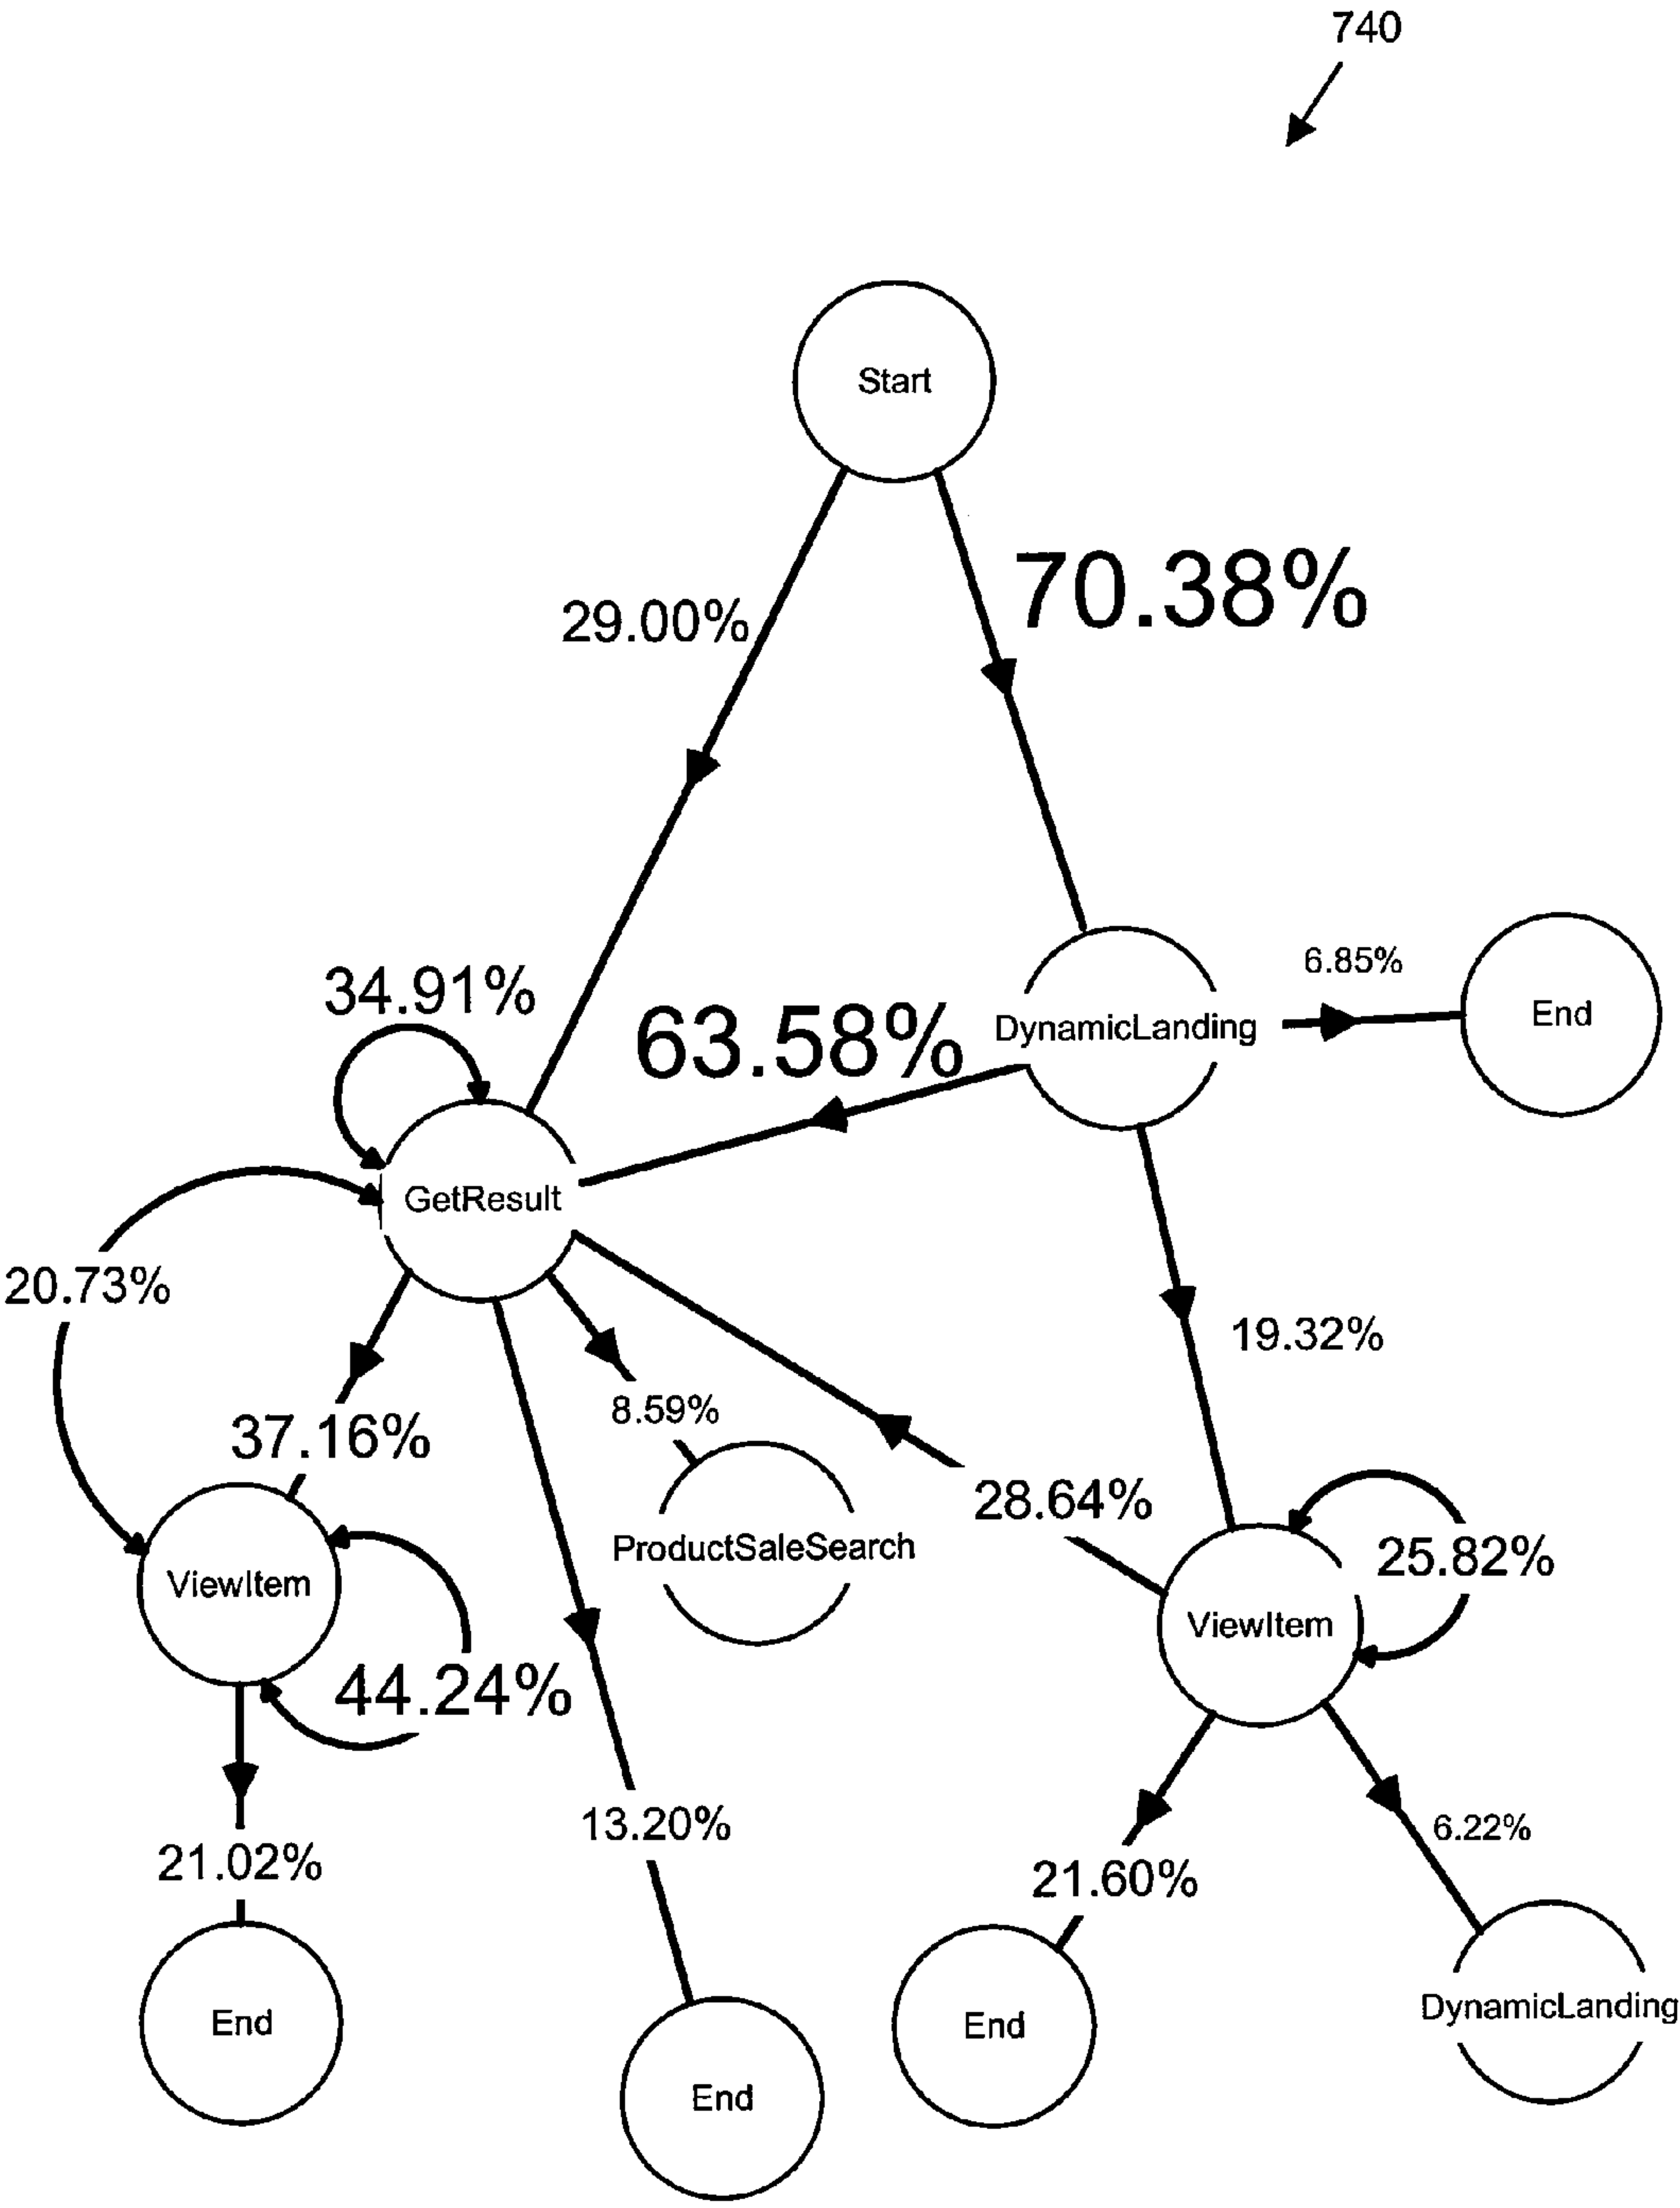 740
Start
70.38%
29.00%
6.85%
34.91%
63.58%
DynamicLanding
End
GetResult
20.73%
19.32%
8.59%
37.16%
28.64%
ProductSaleSearch
25.82%
ViewItem
ViewItem
44.24%
13.20%
6.22%
21.02%
21.60%
DynamicLanding
End
End
End